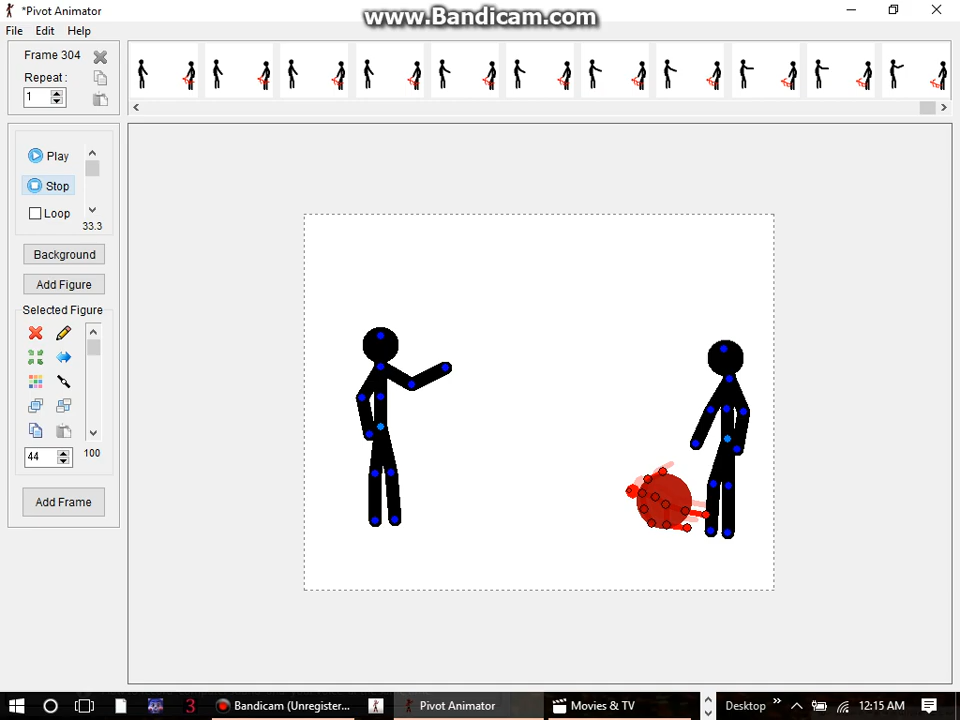 *Pivot Animator
www.Bandicam.com
File Edit Help
Frame 304
Repeat :
1
Play
Stop
Loop
33.3
Background
Add Figure
Selected Figure
44
100
Add Frame
3
Bandicam (Unregister...
Pivot Animator
Movies & TV
Desktop
12:15 AM